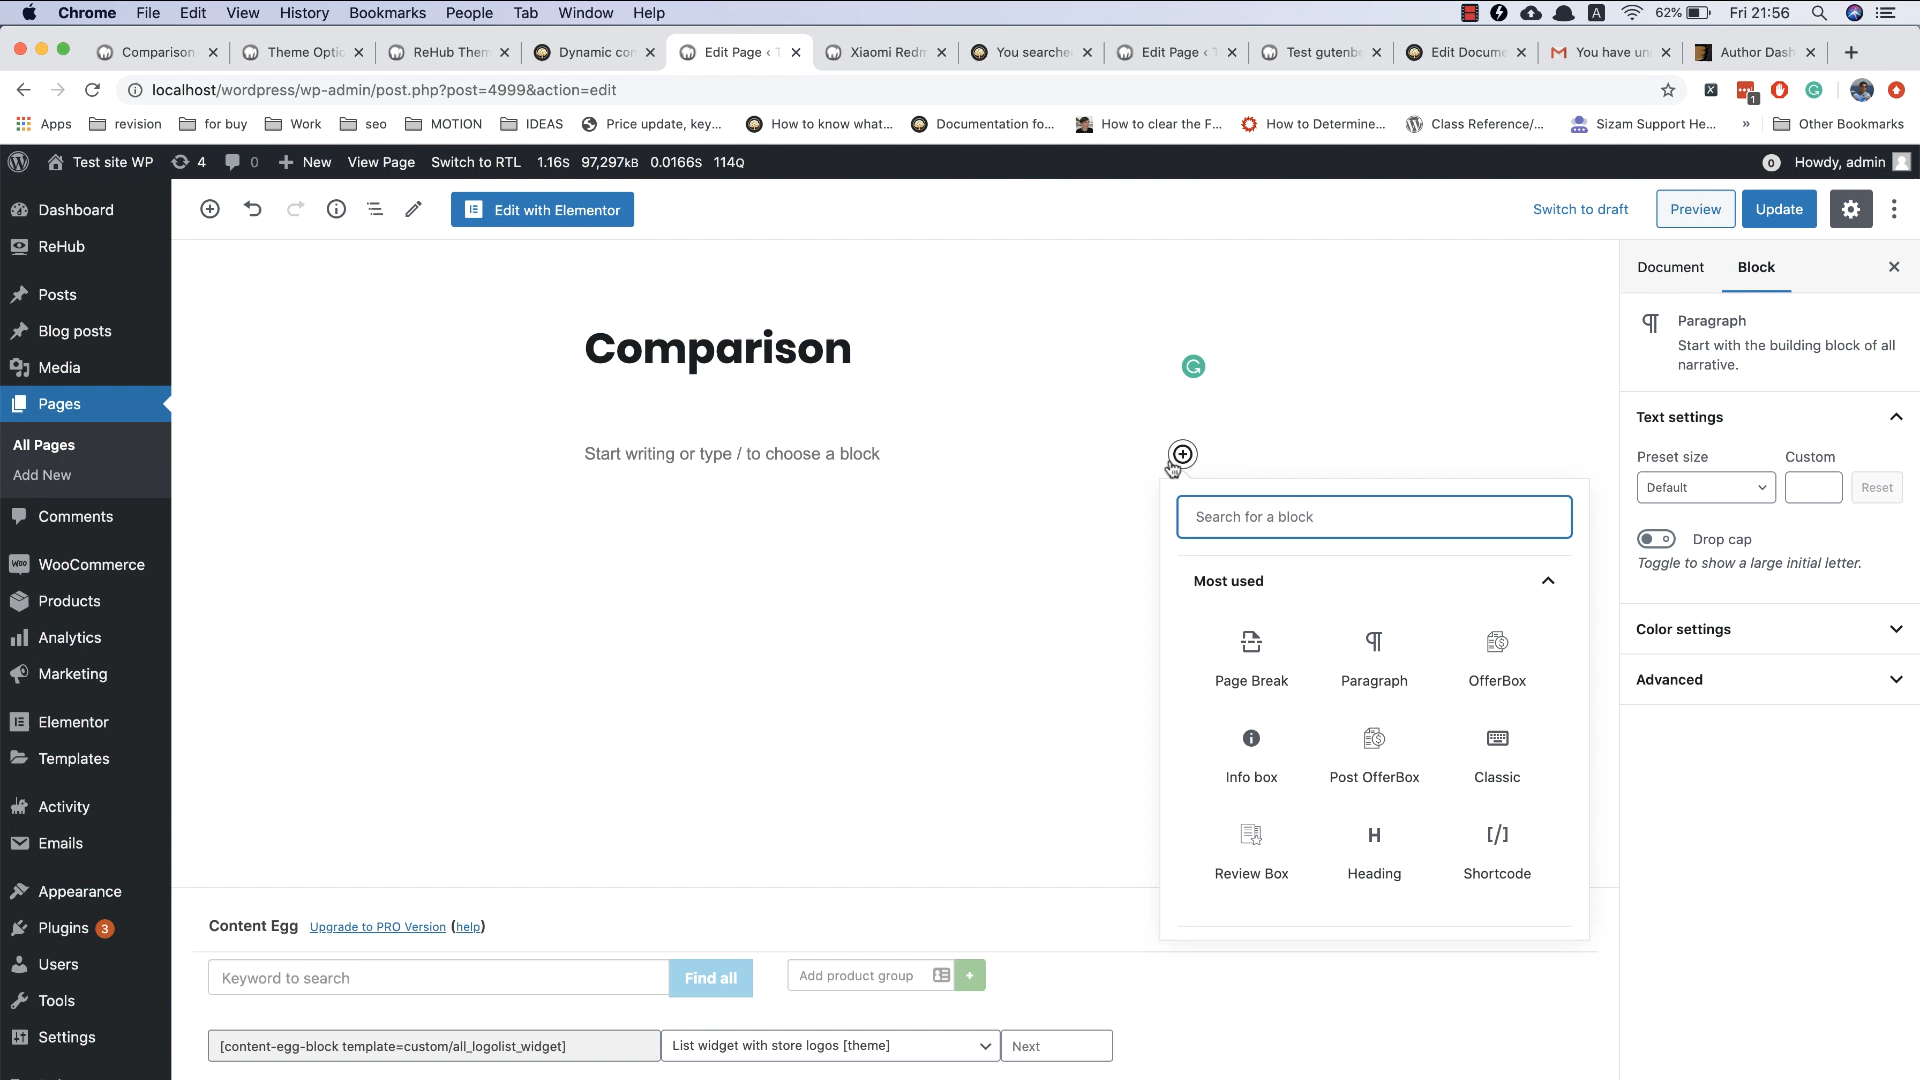 Chrome File Edit View History Bookmarks People Tab Window Help
A 62% Fri 21:56
Comparison Theme Optio ReHub Them Dynamic con Edit Page ‹ T Xiaomi Redm You searche Edit Page ‹ T Test gutenbe Edit Docume You have un Author Dash
localhost/wordpress/wp-admin/post.php?post=4999&action=edit
1
Apps revision for buy Work seo MOTION IDEAS Price update, key... How to know what... Documentation fo... How to clear the F... How to Determine... Class Reference/... Sizam Support He... » Other Bookmarks
Test site WP 4 0 New View Page Switch to RTL 1.16S 97,297KB 0.0166S 114Q
0 Howdy, admin
Dashboard
ReHub
Posts
Blog posts
Media
Pages
All Pages
Add New
Comments
WooCommerce
Products
Analytics
Marketing
Elementor
Templates
Activity
Emails
Appearance
Plugins 3
Users
Tools
Settings
Edit with Elementor
Switch to draft Preview Update
Comparison
Start writing or type / to choose a block
Search for a block
Most used
Page Break Paragraph OfferBox
Info box Post OfferBox Classic
Review Box Heading Shortcode
Content Egg Upgrade to PRO Version (help)
Keyword to search Find all Add product group +
[content-egg-block template=custom/all_logolist_widget] List widget with store logos [theme] Next
Document Block
Paragraph
Start with the building block of all
narrative.
Text settings
Preset size Custom
Default Reset
Drop cap
Toggle to show a large initial letter.
Color settings
Advanced